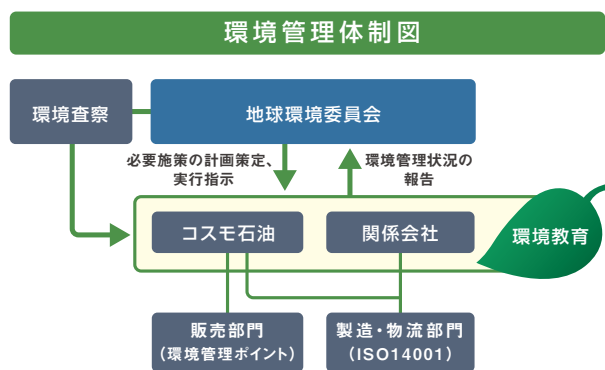 環境管理体制図
環境査察
地球環境委員会
必要施策の計画策定、
実行指示
環境管理状況の
報告
コスモ石油
関係会社
環境教育
販売部門
（環境管理ポイント）
製造・物流部門
（ISO14001）